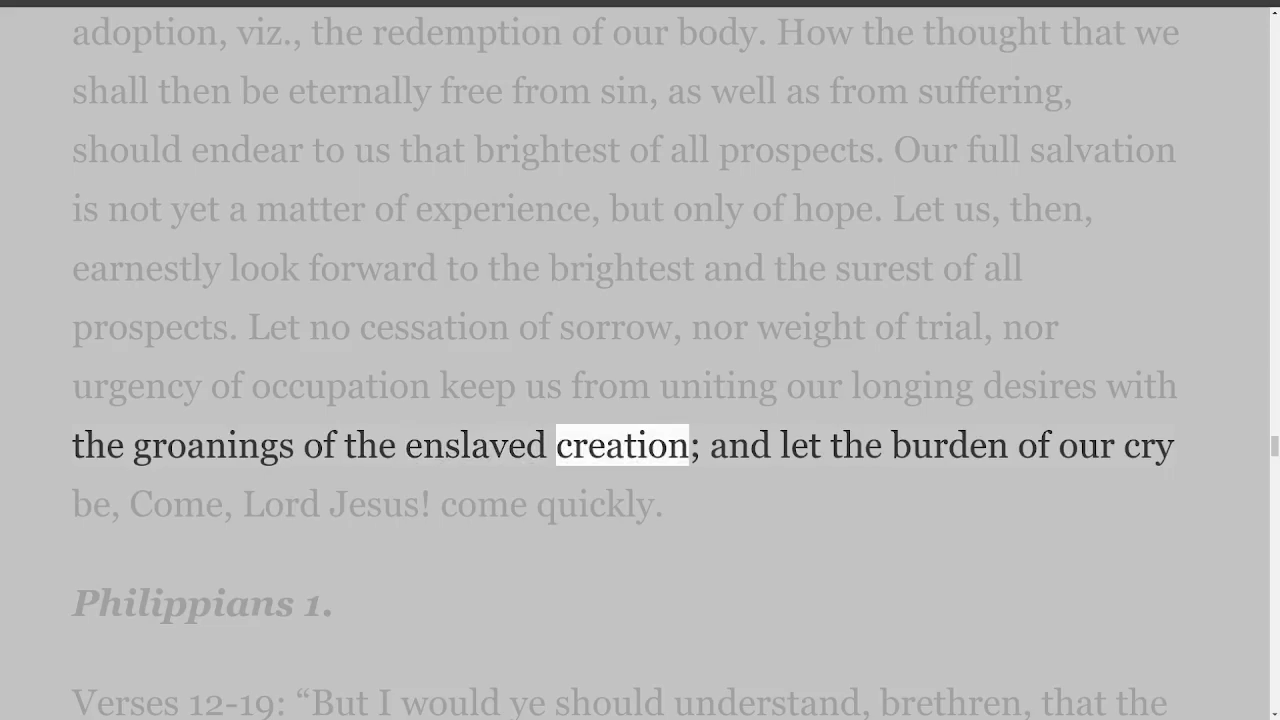 adoption, viz., the redemption of our body. How the thought that we
shall then be eternally free from sin, as well as from suffering,
should endear to us that brightest of all prospects. Our full salvation
is not yet a matter of experience, but only of hope. Let us, then,
earnestly look forward to the brightest and the surest of all
prospects. Let no cessation of sorrow, nor weight of trial, nor
urgency of occupation keep us from uniting our longing desires with
the groanings of the enslaved creation; and let the burden of our cry
be, Come, Lord Jesus! come quickly.
Philippians 1.
Verses 12-19: “But I would ye should understand, brethren, that the